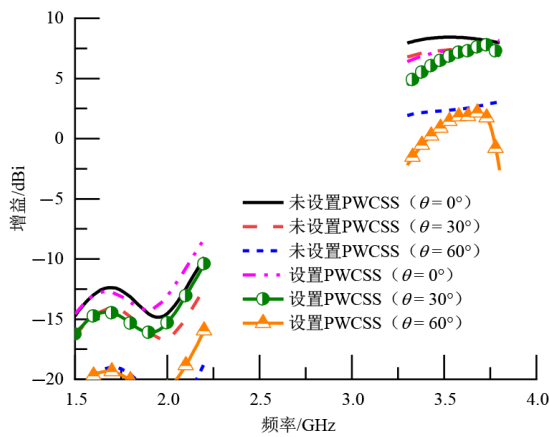 10
5
0
−5
−10
−15
−20
增益/dBi
未设置PWCSS（θ = 0°）
未设置PWCSS（θ = 30°）
未设置PWCSS（θ = 60°）
设置PWCSS（θ = 0°）
设置PWCSS（θ = 30°）
设置PWCSS（θ = 60°）
1.5 2.0 2.5 3.0 3.5 4.0
频率/GHz